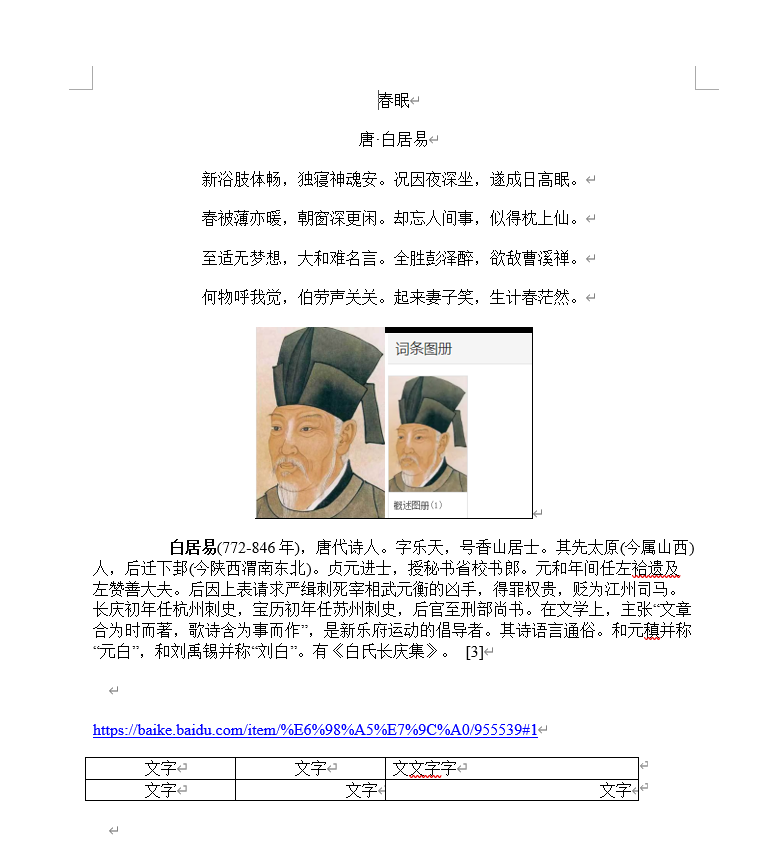 春眠
唐·白居易
新浴肢体畅，独寝神魂安。况因夜深坐，遂成日高眠。
春被薄亦暖，朝窗深更闲。却忘人间事，似得枕上仙。
至适无梦想，大和难名言。全胜彭泽醉，欲敌曹溪禅。
何物呼我觉，伯劳声关关。起来妻子笑，生计春茫然。
词条图册
概述图册(1)
白居易(772-846年)，唐代诗人。字乐天，号香山居士。其先太原(今属山西)
人，后迁下邽(今陕西渭南东北)。贞元进士，授秘书省校书郎。元和年间任左拾遗及
左赞善大夫。后因上表请求严缉刺死宰相武元衡的凶手，得罪权贵，贬为江州司马。
长庆初年任杭州刺史，宝历初年任苏州刺史，后官至刑部尚书。在文学上，主张“文章
合为时而著，歌诗含为事而作”，是新乐府运动的倡导者。其诗语言通俗。和元稹并称
“元白”，和刘禹锡并称“刘白”。有《白氏长庆集》。 [3]
https://baike.baidu.com/item/%E6%98%A5%E7%9C%A0/955539#1
文字 文字 文文字字
文字 文字 文字